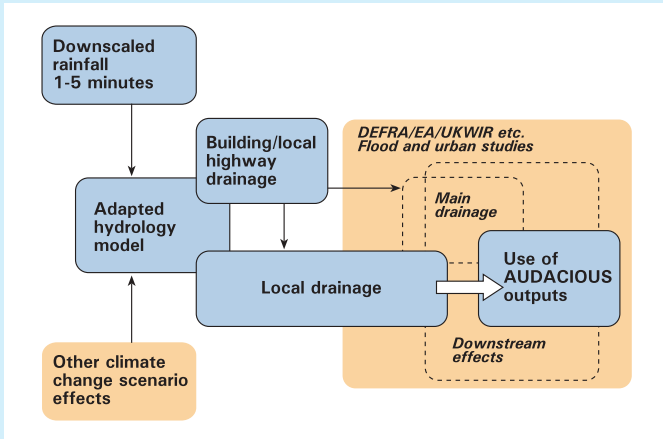 Downscaled
rainfall
1-5 minutes
Building/local
highway
drainage
DEFRA/EA/UKWIR etc.
Flood and urban studies
Main
drainage
Adapted
hydrology
model
Use of
AUDACIOUS
outputs
Local drainage
Downstream
effects
Other climate
change scenario
effects